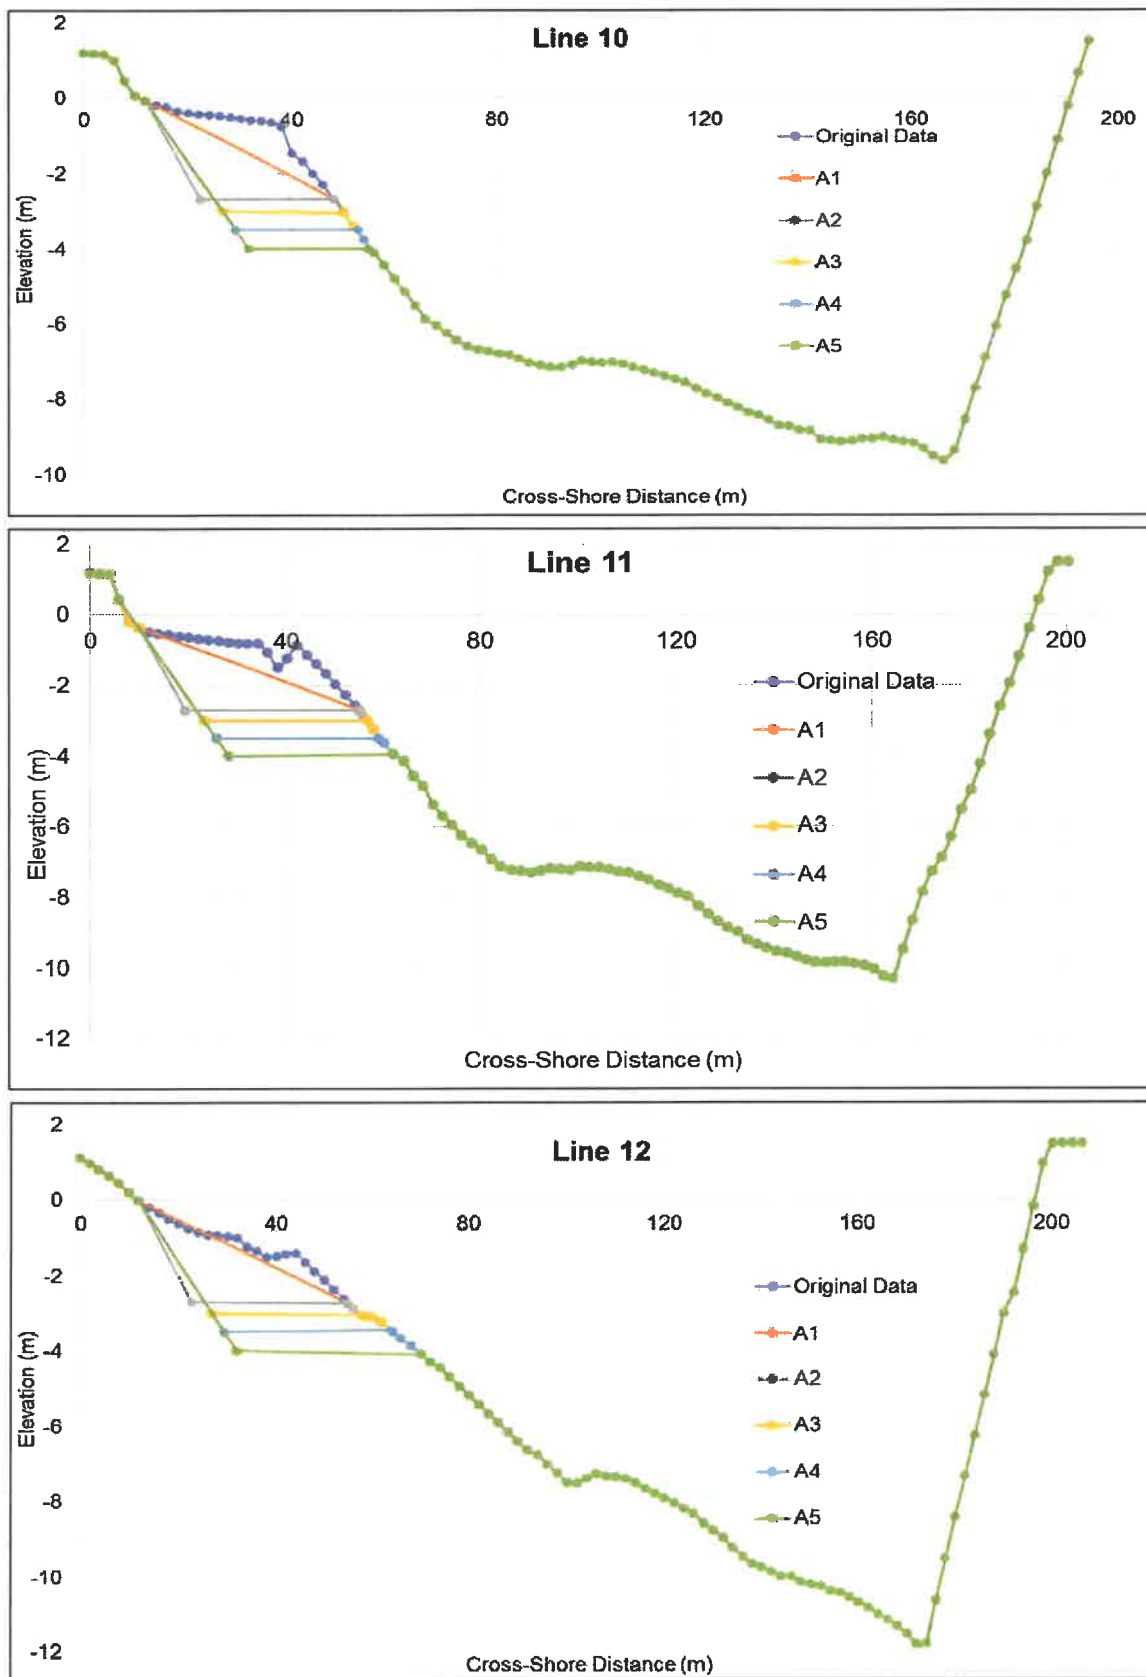 Line 10
2
0
-2
-4
-6
-8
-10
0 40 80 120 160 200
Elevation (m)
Cross-Shore Distance (m)
Original Data
A1
A2
A3
A4
A5
Line 11
2
0
-2
-4
-6
-8
-10
-12
0 40 80 120 160 200
Elevation (m)
Cross-Shore Distance (m)
Original Data
A1
A2
A3
A4
A5
Line 12
2
0
-2
-4
-6
-8
-10
-12
0 40 80 120 160 200
Elevation (m)
Cross-Shore Distance (m)
Original Data
A1
A2
A3
A4
A5